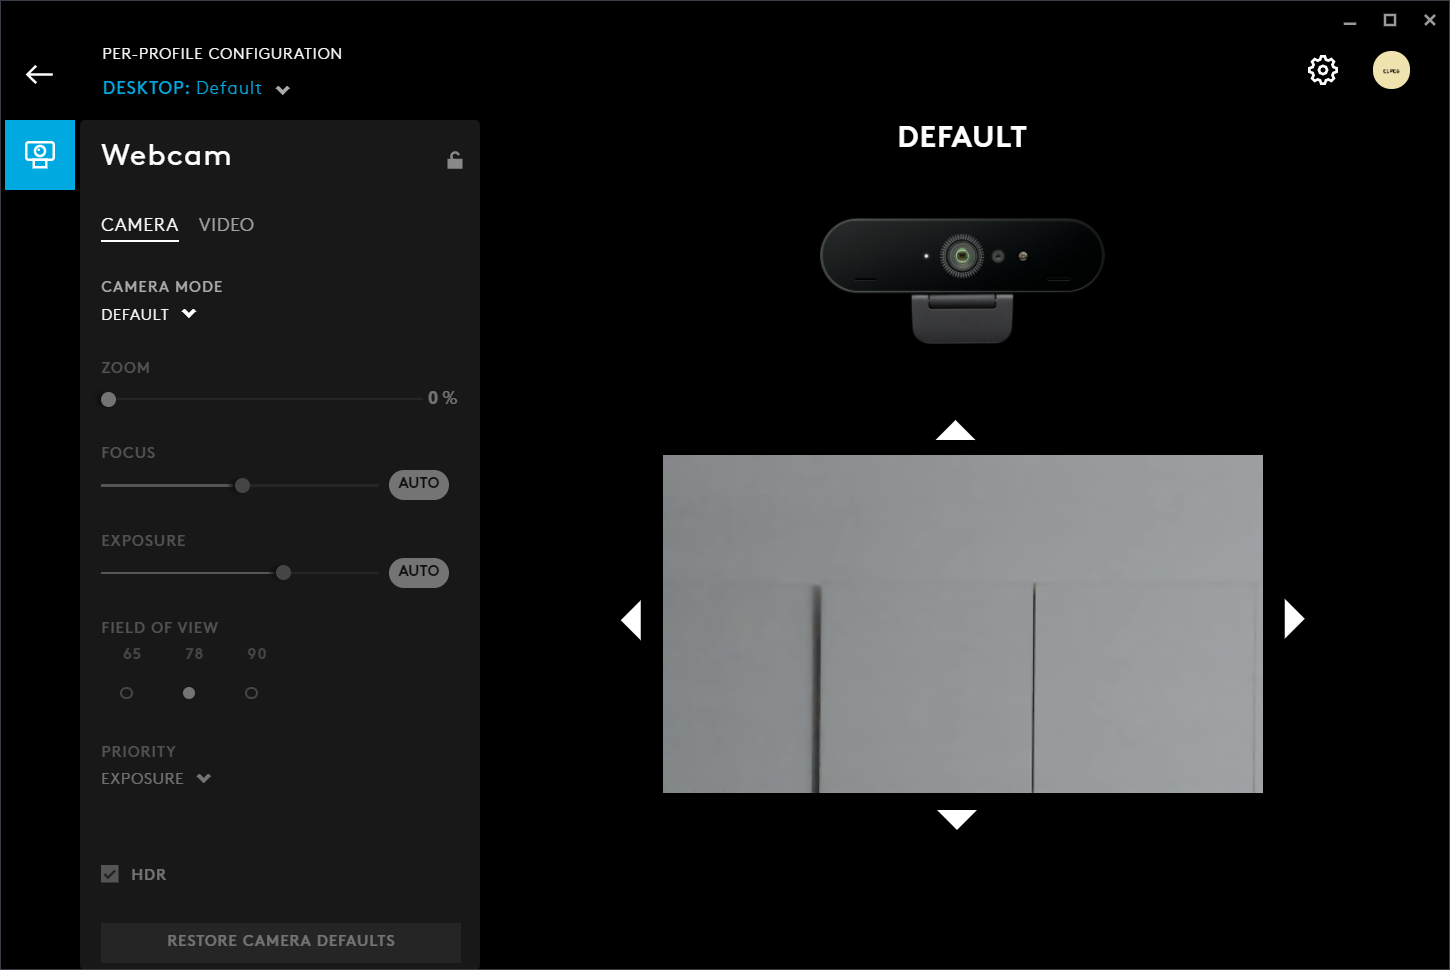 PER-PROFILE CONFIGURATION
DESKTOP: Default
Webcam
CAMERA VIDEO
CAMERA MODE
DEFAULT
ZOOM
0 %
FOCUS
AUTO
EXPOSURE
AUTO
FIELD OF VIEW
65 78 90
PRIORITY
EXPOSURE
HDR
RESTORE CAMERA DEFAULTS
DEFAULT